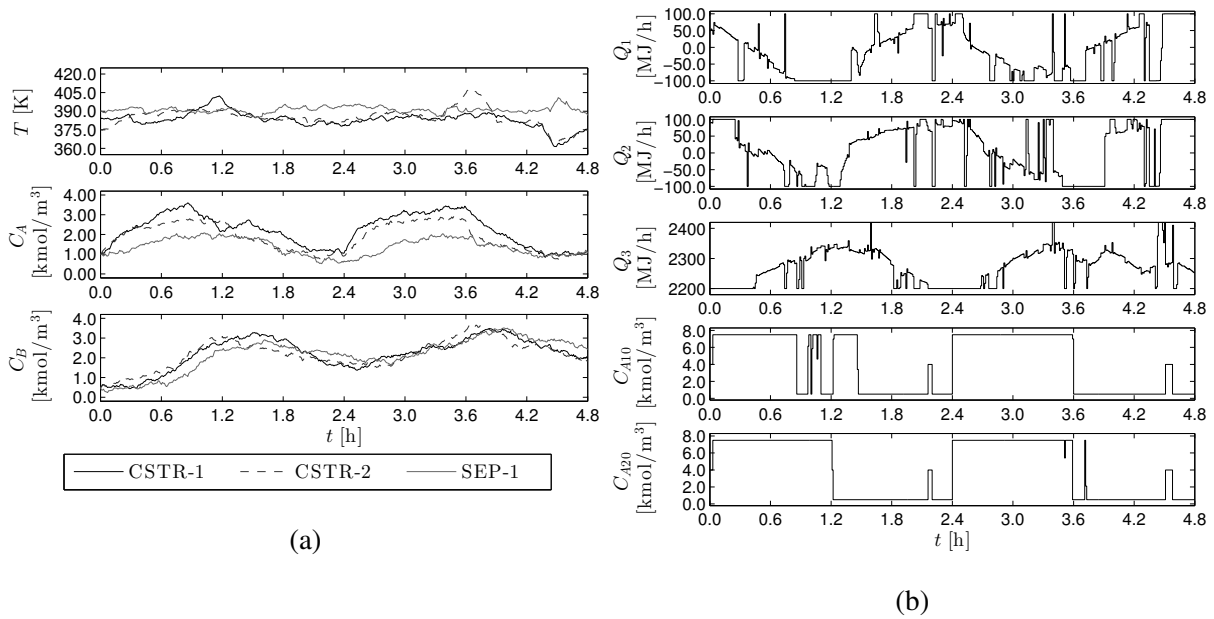 T [K]
420.0
405.0
390.0
375.0
360.0
0.0 0.6 1.2 1.8 2.4 3.0 3.6 4.2 4.8
C_A
[kmol/m³]
4.00
3.00
2.00
1.00
0.00
0.0 0.6 1.2 1.8 2.4 3.0 3.6 4.2 4.8
C_B
[kmol/m³]
4.0
3.0
2.0
1.0
0.0
0.0 0.6 1.2 1.8 2.4 3.0 3.6 4.2 4.8
t [h]
CSTR-1 CSTR-2 SEP-1
(a)
Q_1
[MJ/h]
100.0
50.0
0.0
−50.0
−100.0
0.0 0.6 1.2 1.8 2.4 3.0 3.6 4.2 4.8
Q_2
[MJ/h]
100.0
50.0
0.0
−50.0
−100.0
0.0 0.6 1.2 1.8 2.4 3.0 3.6 4.2 4.8
Q_3
[MJ/h]
2400
2300
2200
0.0 0.6 1.2 1.8 2.4 3.0 3.6 4.2 4.8
C_A10
[kmol/m³]
8.0
6.0
4.0
2.0
0.0
0.0 0.6 1.2 1.8 2.4 3.0 3.6 4.2 4.8
C_A20
[kmol/m³]
8.0
6.0
4.0
2.0
0.0
0.0 0.6 1.2 1.8 2.4 3.0 3.6 4.2 4.8
t [h]
(b)